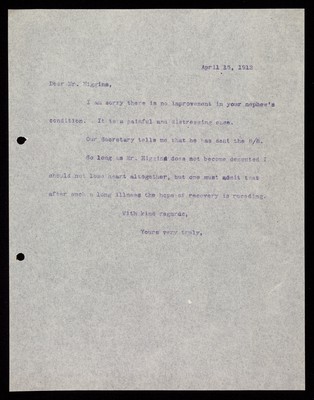 April 19, 1912
Dear Mr. Higgins,
I am sorry there is no improvement in your nephew's
condition. It is a painful and distressing case.
Our Secretary tells me that he has sent the B/E.
So long as Mr. Higgins does not become demented I
should not lose heart altogether, but one must admit that
after such a long illness the hope of recovery is receding.
With kind regards,
Yours very truly,